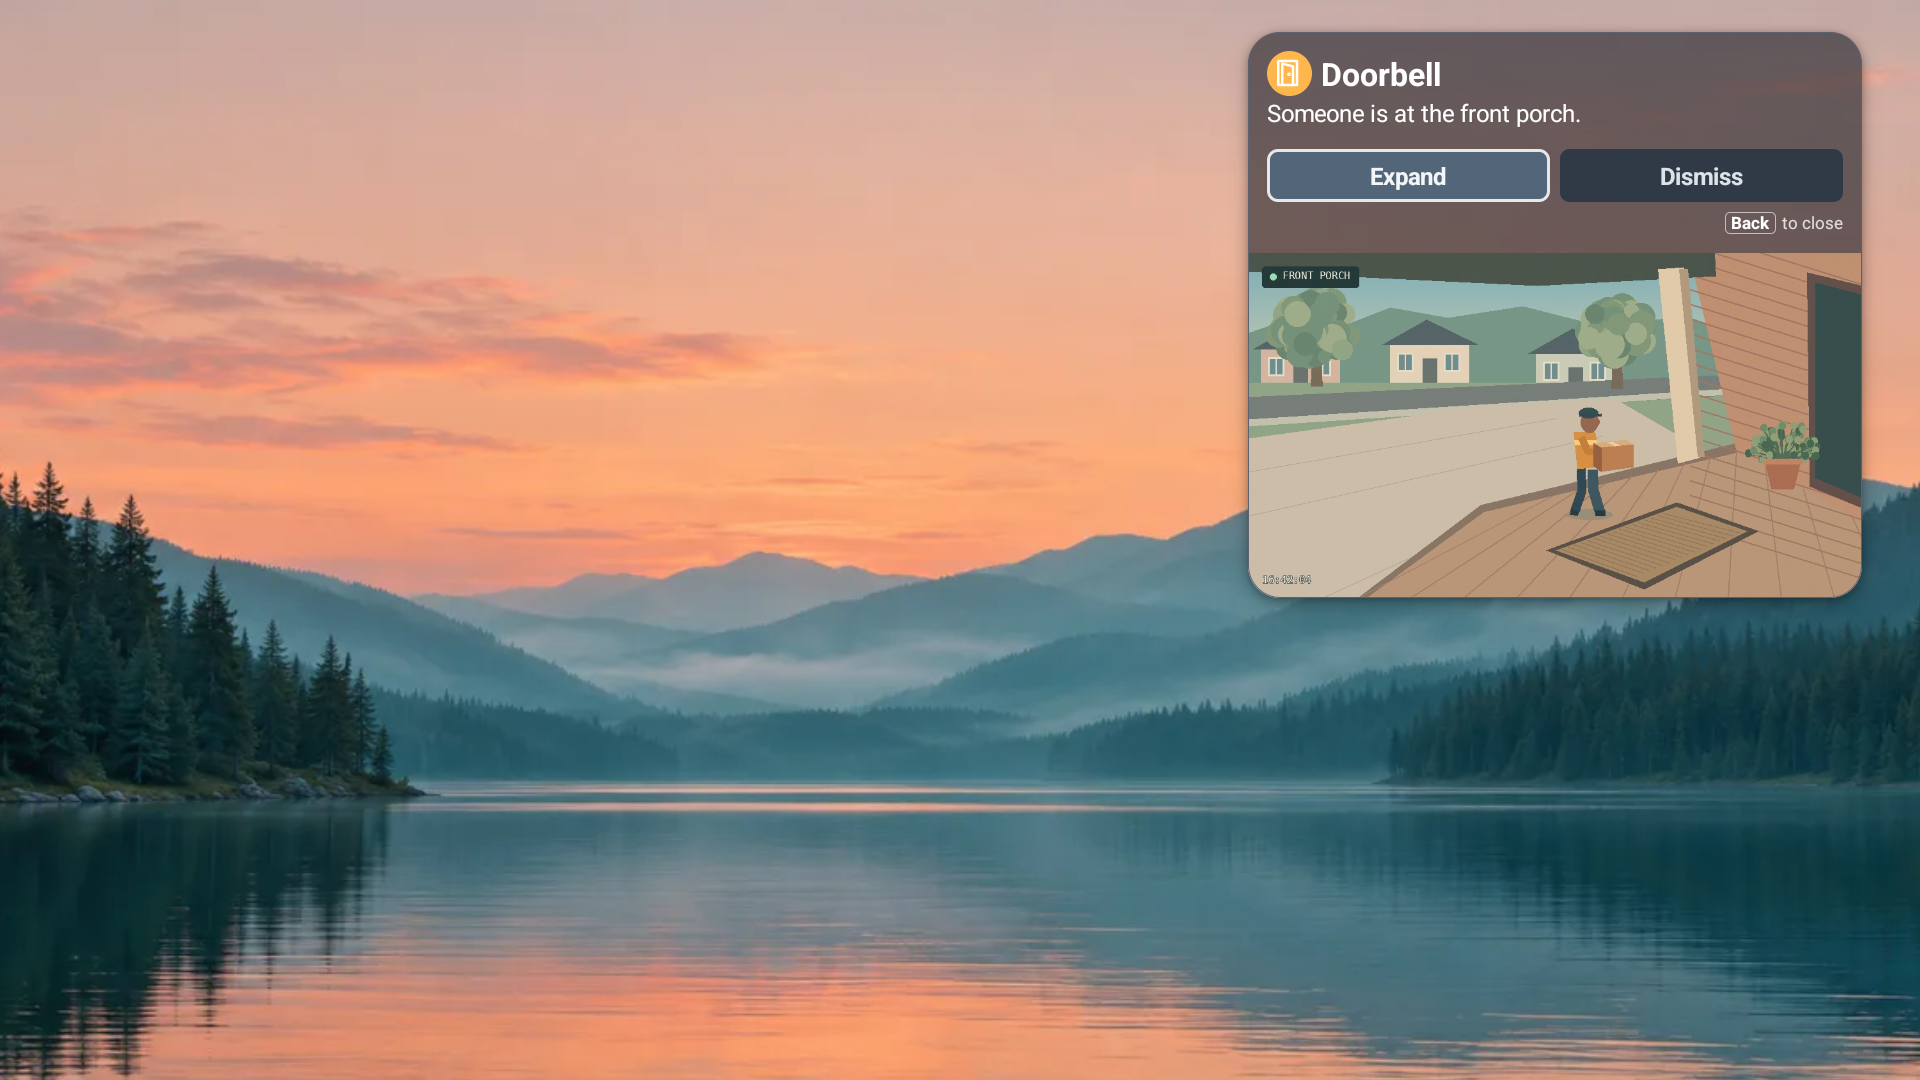 Doorbell
Someone is at the front porch.
Expand
Dismiss
Back to close
FRONT PORCH
16:42:04